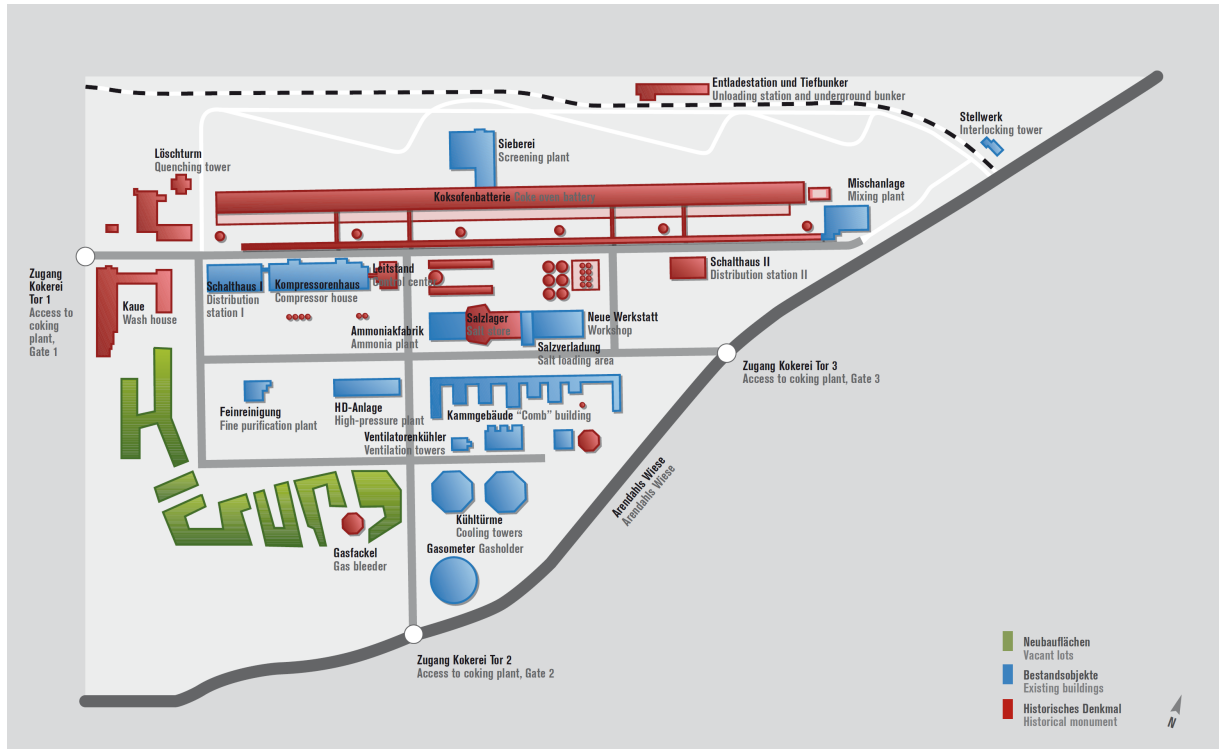 Entladestation und Tiefbunker
Unloading station and underground bunker
Stellwerk
Interlocking tower
Sieberei
Screening plant
Löschturm
Quenching tower
Mischanlage
Mixing plant
Koksofenbatterie Coke oven battery
Zugang
Kokerei
Tor 1
Access to
coking
plant,
Gate 1
Kaue
Wash house
Schalthaus I
Distribution
station I
Kompressorenhaus
Compressor house
Leitstand
Control center
Schalthaus II
Distribution station II
Ammoniakfabrik
Ammonia plant
Salzlager
Salt store
Neue Werkstatt
Workshop
Salzverladung
Salt loading area
Zugang Kokerei Tor 3
Access to coking plant, Gate 3
Feinreinigung
Fine purification plant
HD-Anlage
High-pressure plant
Kammgebäude “Comb” building
Ventilatorenkühler
Ventilation towers
Arendahls Wiese
Arendahls Wiese
Kühltürme
Cooling towers
Gasfackel
Gas bleeder
Gasometer Gasholder
Zugang Kokerei Tor 2
Access to coking plant, Gate 2
Neubauflächen
Vacant lots
Bestandsobjekte
Existing buildings
Historisches Denkmal
Historical monument
N